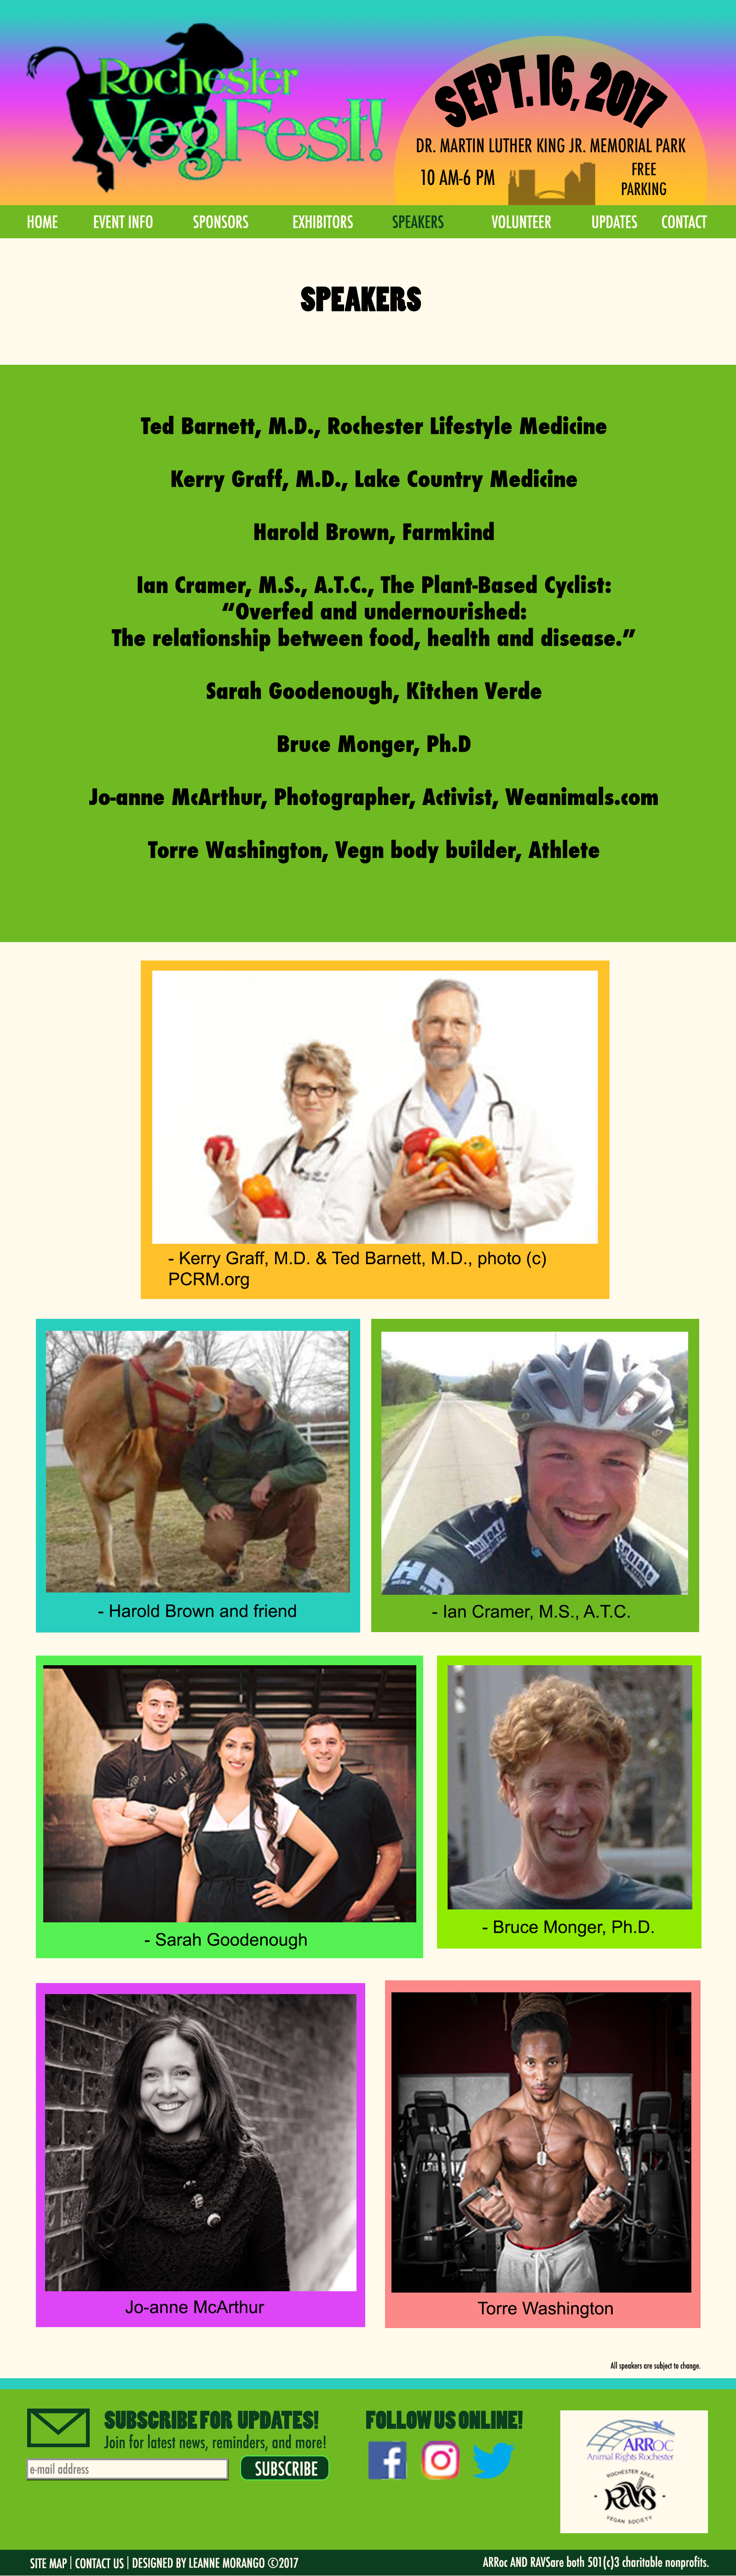 Rochester
VegFest!
SEPT.16, 2017
DR. MARTIN LUTHER KING JR. MEMORIAL PARK
10 AM-6 PM
FREE
PARKING
HOME EVENT INFO SPONSORS EXHIBITORS SPEAKERS VOLUNTEER UPDATES CONTACT
SPEAKERS
Ted Barnett, M.D., Rochester Lifestyle Medicine
Kerry Graff, M.D., Lake Country Medicine
Harold Brown, Farmkind
Ian Cramer, M.S., A.T.C., The Plant-Based Cyclist:
“Overfed and undernourished:
The relationship between food, health and disease.”
Sarah Goodenough, Kitchen Verde
Bruce Monger, Ph.D
Jo-anne McArthur, Photographer, Activist, Weanimals.com
Torre Washington, Vegn body builder, Athlete
- Kerry Graff, M.D. & Ted Barnett, M.D., photo (c)
PCRM.org
- Harold Brown and friend
- Ian Cramer, M.S., A.T.C.
- Sarah Goodenough
- Bruce Monger, Ph.D.
Jo-anne McArthur
Torre Washington
All speakers are subject to change.
SUBSCRIBE FOR UPDATES!
Join for latest news, reminders, and more!
e-mail address
SUBSCRIBE
FOLLOW US ONLINE!
ARROC
Animal Rights Rochester
ROCHESTER AREA
RAVS
VEGAN SOCIETY
SITE MAP | CONTACT US | DESIGNED BY LEANNE MORANGO ©2017
ARRoc AND RAVSare both 501(c)3 charitable nonprofits.